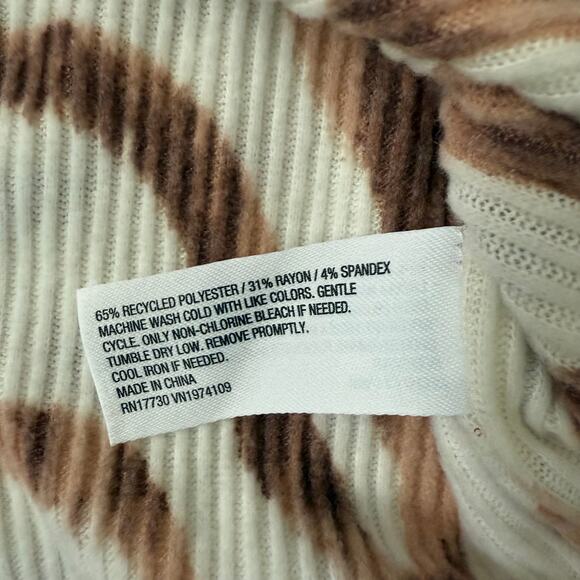 65% RECYCLED POLYESTER / 31% RAYON / 4% SPANDEX
MACHINE WASH COLD WITH LIKE COLORS. GENTLE
CYCLE. ONLY NON-CHLORINE BLEACH IF NEEDED.
TUMBLE DRY LOW. REMOVE PROMPTLY.
COOL IRON IF NEEDED.
MADE IN CHINA
RN17730 VN1974109